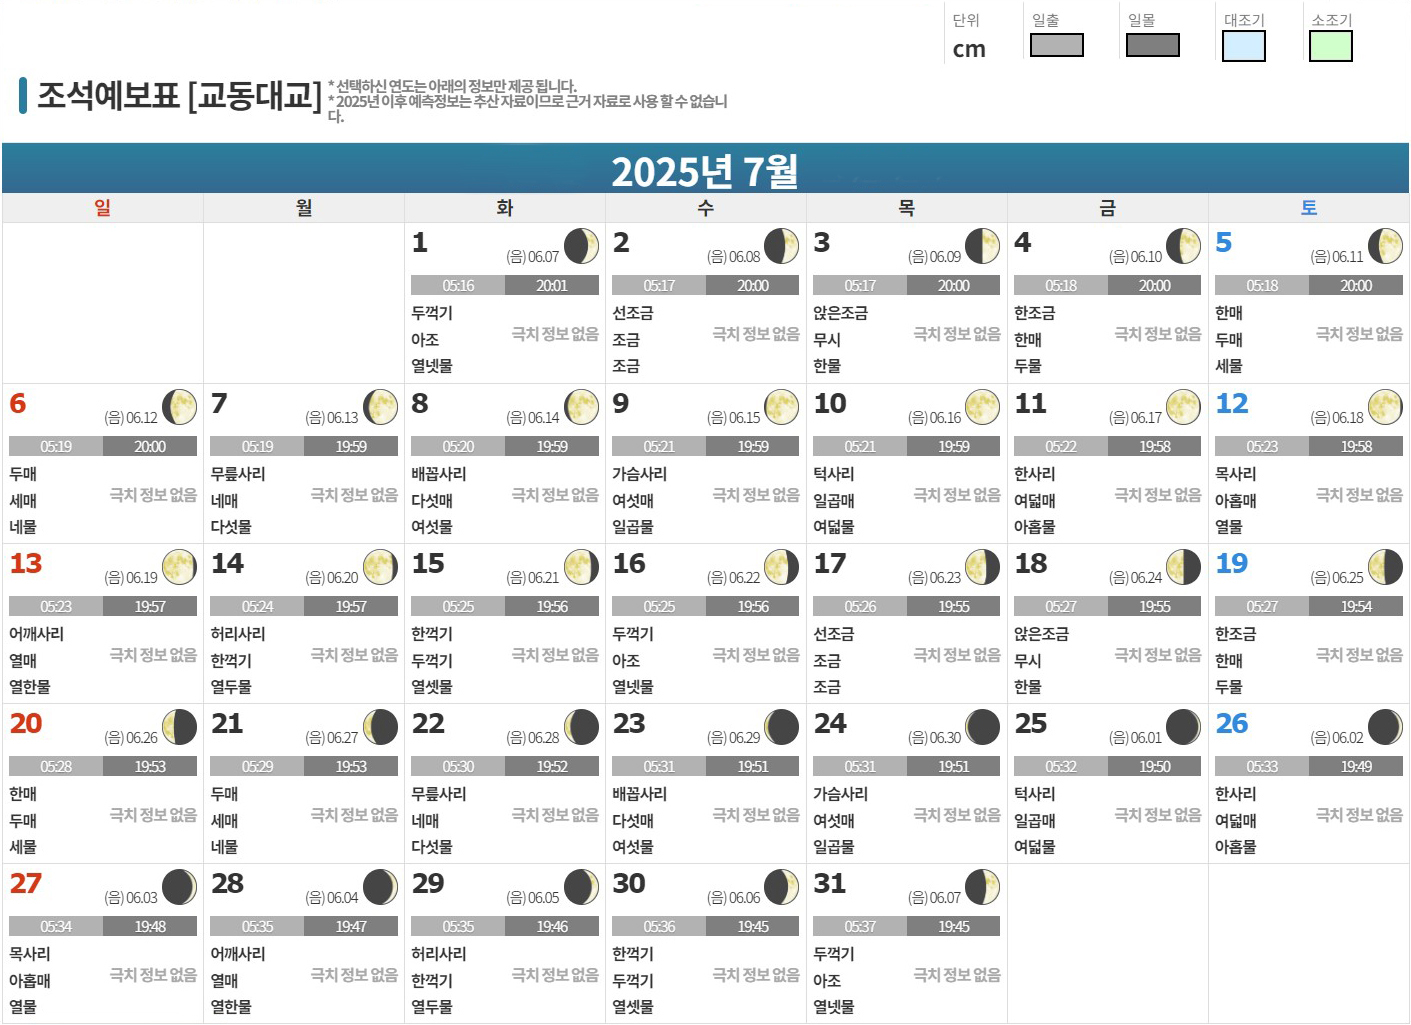 단위 일출 일몰 대조기 소조기
cm
조석예보표 [교동대교]
* 선택하신 연도는 아래의 정보만 제공 됩니다.
* 2025년 이후 예측정보는 추산 자료이므로 근거 자료로 사용 할 수 없습니
다.
2025년 7월
일 월 화 수 목 금 토
1 (음) 06.07 2 (음) 06.08 3 (음) 06.09 4 (음) 06.10 5 (음) 06.11
05:16 20:01 05:17 20:00 05:17 20:00 05:18 20:00 05:18 20:00
두꺽기 선조금 앉은조금 한조금 한매
아조 극치 정보 없음 조금 극치 정보 없음 무시 극치 정보 없음 한매 극치 정보 없음 두매 극치 정보 없음
열넷물 조금 한물 두물 세물
6 (음) 06.12 7 (음) 06.13 8 (음) 06.14 9 (음) 06.15 10 (음) 06.16 11 (음) 06.17 12 (음) 06.18
05:19 20:00 05:19 19:59 05:20 19:59 05:21 19:59 05:21 19:59 05:22 19:58 05:23 19:58
두매 무릎사리 배꼽사리 가슴사리 턱사리 한사리 목사리
세매 극치 정보 없음 네매 극치 정보 없음 다섯매 극치 정보 없음 여섯매 극치 정보 없음 일곱매 극치 정보 없음 여덟매 극치 정보 없음 아홉매 극치 정보 없음
네물 다섯물 여섯물 일곱물 여덟물 아홉물 열물
13 (음) 06.19 14 (음) 06.20 15 (음) 06.21 16 (음) 06.22 17 (음) 06.23 18 (음) 06.24 19 (음) 06.25
05:23 19:57 05:24 19:57 05:25 19:56 05:25 19:56 05:26 19:55 05:27 19:55 05:27 19:54
어깨사리 허리사리 한꺽기 두꺽기 선조금 앉은조금 한조금
열매 극치 정보 없음 한꺽기 극치 정보 없음 두꺽기 극치 정보 없음 아조 극치 정보 없음 조금 극치 정보 없음 무시 극치 정보 없음 한매 극치 정보 없음
열한물 열두물 열셋물 열넷물 조금 한물 두물
20 (음) 06.26 21 (음) 06.27 22 (음) 06.28 23 (음) 06.29 24 (음) 06.30 25 (음) 06.01 26 (음) 06.02
05:28 19:53 05:29 19:53 05:30 19:52 05:31 19:51 05:31 19:51 05:32 19:50 05:33 19:49
한매 두매 무릎사리 배꼽사리 가슴사리 턱사리 한사리
두매 극치 정보 없음 세매 극치 정보 없음 네매 극치 정보 없음 다섯매 극치 정보 없음 여섯매 극치 정보 없음 일곱매 극치 정보 없음 여덟매 극치 정보 없음
세물 네물 다섯물 여섯물 일곱물 여덟물 아홉물
27 (음) 06.03 28 (음) 06.04 29 (음) 06.05 30 (음) 06.06 31 (음) 06.07
05:34 19:48 05:35 19:47 05:35 19:46 05:36 19:45 05:37 19:45
목사리 어깨사리 허리사리 한꺽기 두꺽기
아홉매 극치 정보 없음 열매 극치 정보 없음 한꺽기 극치 정보 없음 두꺽기 극치 정보 없음 아조 극치 정보 없음
열물 열한물 열두물 열셋물 열넷물